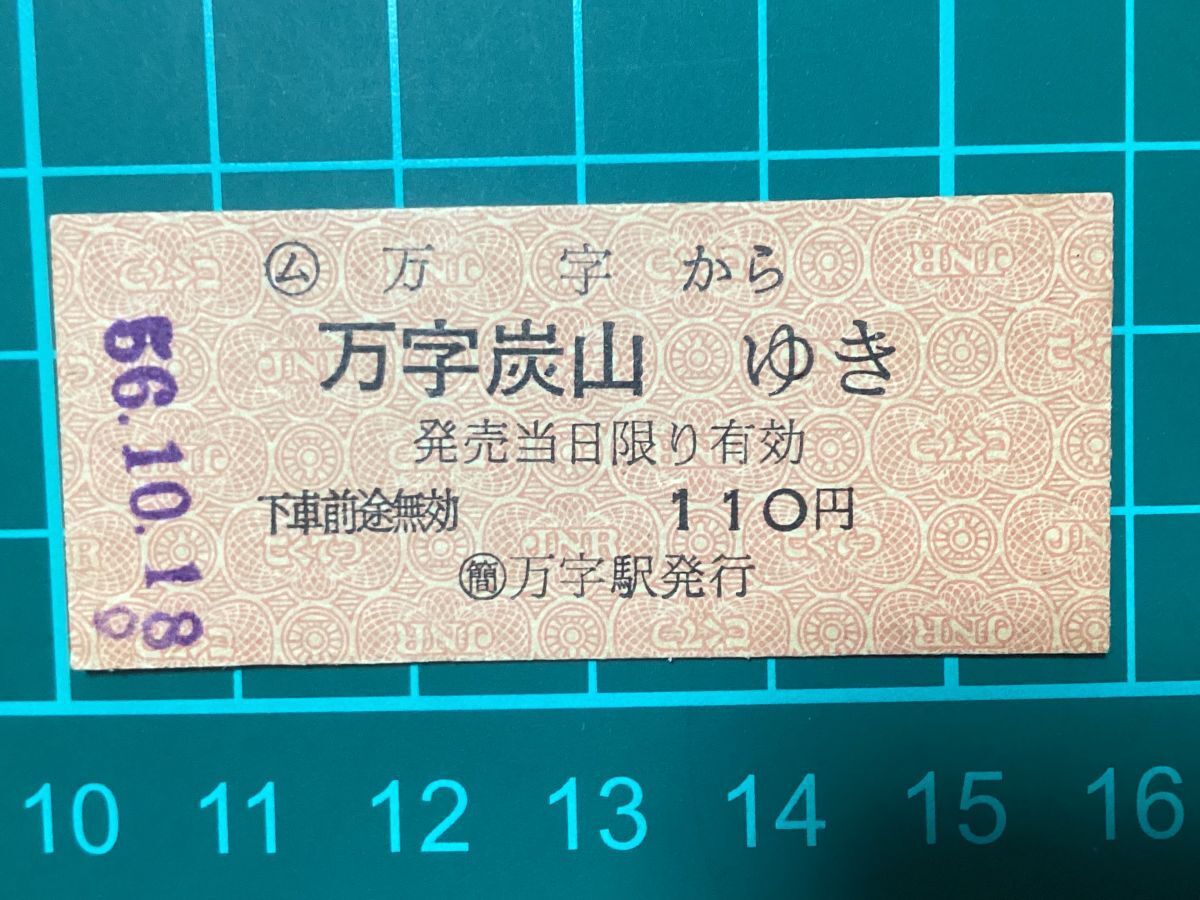 ㋰ 万 字 から
万字炭山 ゆき
発売当日限り有効
下車前途無効 110円
㊙簡万字駅発行
56.10.18
10 11 12 13 14 15 16